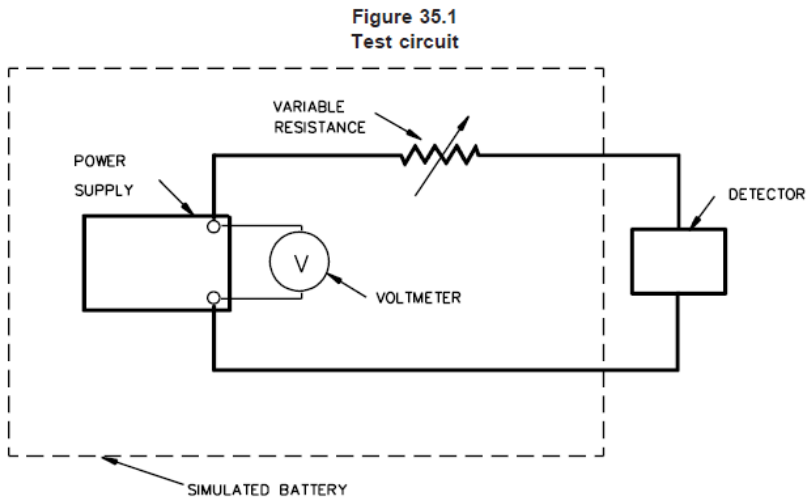 Figure 35.1
Test circuit
VARIABLE
RESISTANCE
POWER
SUPPLY
DETECTOR
V
VOLTMETER
SIMULATED BATTERY